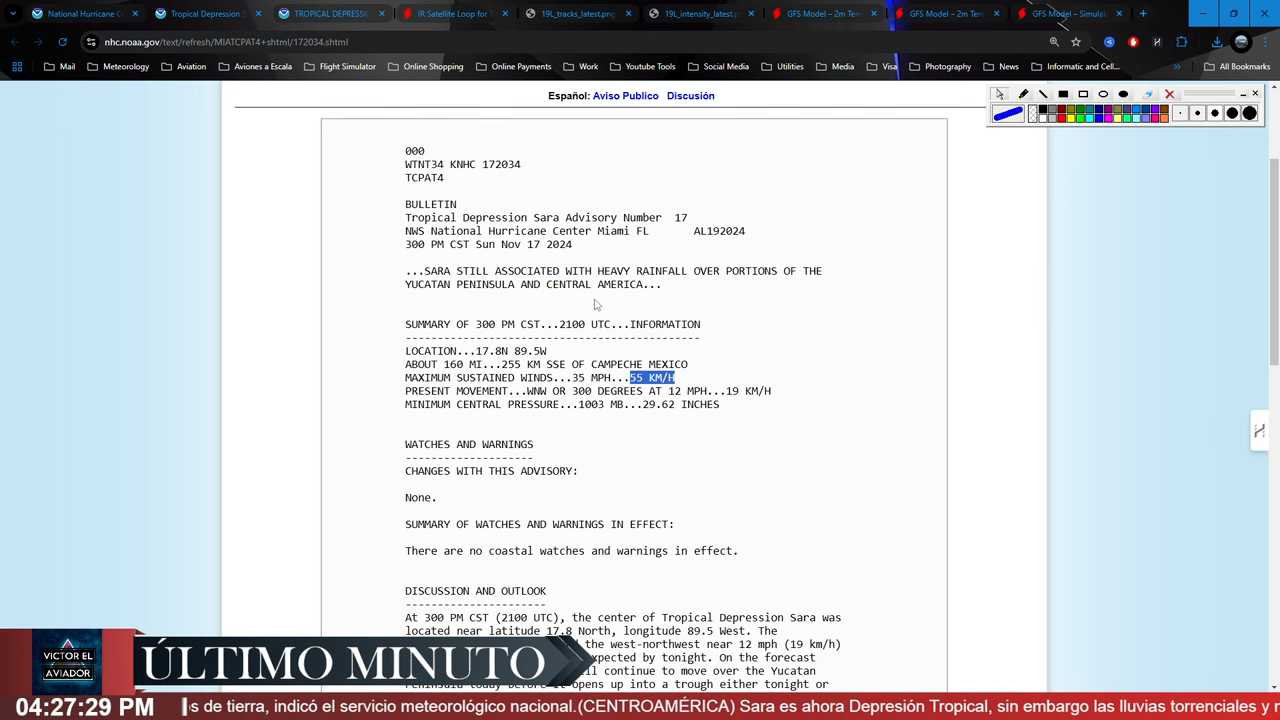 National Hurricane C
Tropical Depression S
TROPICAL DEPRESSI
IR Satellite Loop for
19L_tracks_latest.png
19L_intensity_latest.p
GFS Model – 2m Tem
GFS Model – 2m Tem
GFS Model – Simulat
nhc.noaa.gov/text/refresh/MIATCPAT4+shtml/172034.shtml
Mail
Meteorology
Aviation
Aviones a Escala
Flight Simulator
Online Shopping
Online Payments
Work
Youtube Tools
Social Media
Utilities
Media
Visa
Photography
News
Informatic and Cell...
»
All Bookmarks
Español: Aviso Publico Discusión
000
WTNT34 KNHC 172034
TCPAT4
BULLETIN
Tropical Depression Sara Advisory Number 17
NWS National Hurricane Center Miami FL AL192024
300 PM CST Sun Nov 17 2024
...SARA STILL ASSOCIATED WITH HEAVY RAINFALL OVER PORTIONS OF THE
YUCATAN PENINSULA AND CENTRAL AMERICA...
SUMMARY OF 300 PM CST...2100 UTC...INFORMATION
----------------------------------------------
LOCATION...17.8N 89.5W
ABOUT 160 MI...255 KM SSE OF CAMPECHE MEXICO
MAXIMUM SUSTAINED WINDS...35 MPH...55 KM/H
PRESENT MOVEMENT...WNW OR 300 DEGREES AT 12 MPH...19 KM/H
MINIMUM CENTRAL PRESSURE...1003 MB...29.62 INCHES
WATCHES AND WARNINGS
--------------------
CHANGES WITH THIS ADVISORY:
None.
SUMMARY OF WATCHES AND WARNINGS IN EFFECT:
There are no coastal watches and warnings in effect.
DISCUSSION AND OUTLOOK
----------------------
At 300 PM CST (2100 UTC), the center of Tropical Depression Sara was
located near latitude 17.8 North, longitude 89.5 West. The
the west-northwest near 12 mph (19 km/h)
expected by tonight. On the forecast
ll continue to move over the Yucatan
Peninsula today before it opens up into a trough either tonight or
VICTOR EL
AVIADOR
ÚLTIMO MINUTO
04:27:29 PM
s de tierra, indicó el servicio meteorológico nacional.(CENTROAMÉRICA) Sara es ahora Depresión Tropical, sin embargo las lluvias torrenciales y